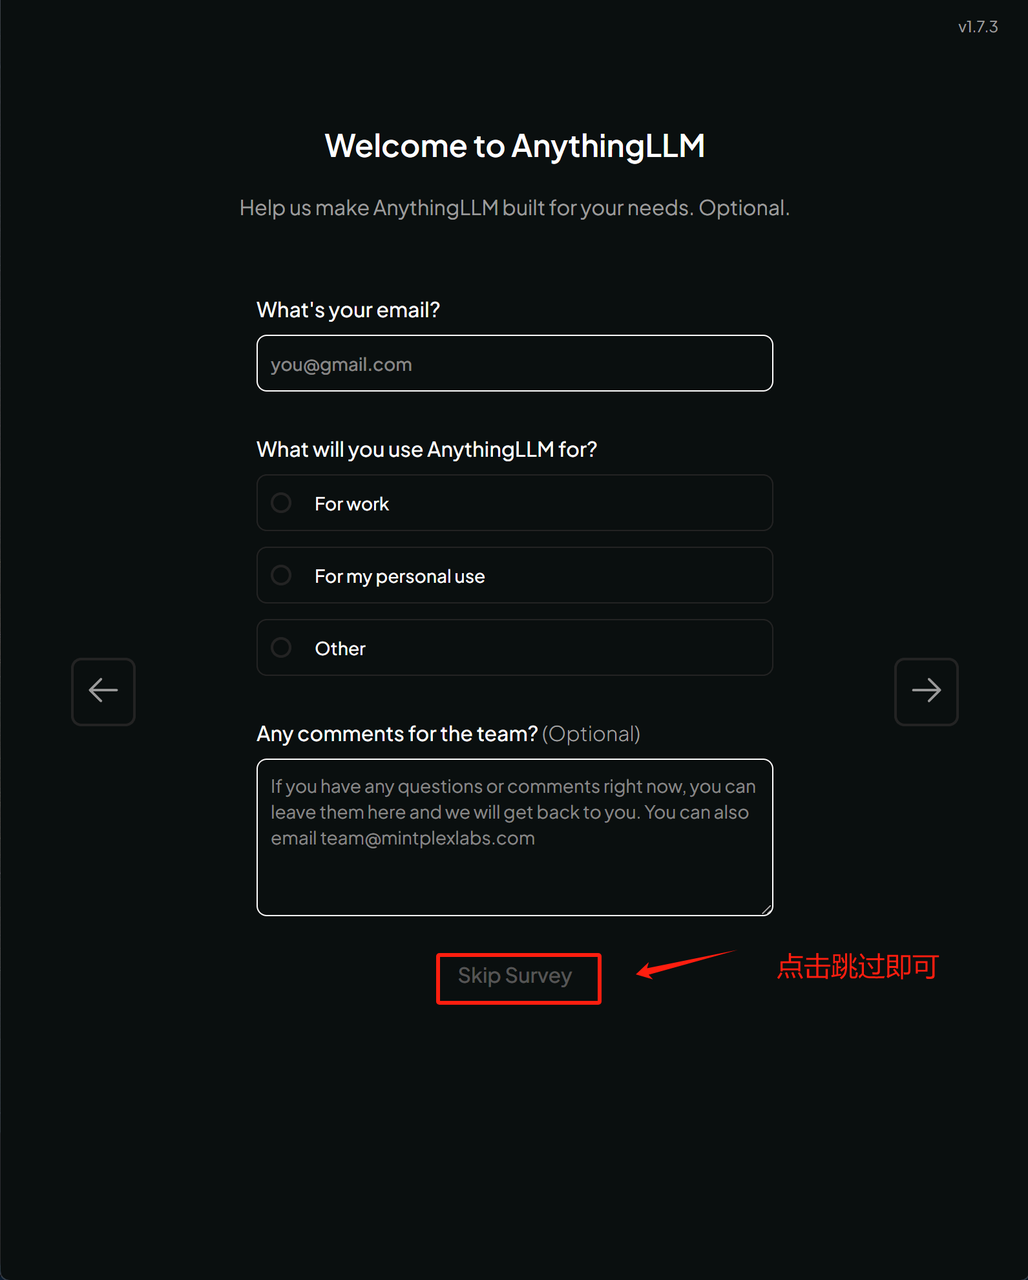 v1.7.3
Welcome to AnythingLLM
Help us make AnythingLLM built for your needs. Optional.
What's your email?
you@gmail.com
What will you use AnythingLLM for?
For work
For my personal use
Other
Any comments for the team? (Optional)
If you have any questions or comments right now, you can
leave them here and we will get back to you. You can also
email team@mintplexlabs.com
Skip Survey
点击跳过即可